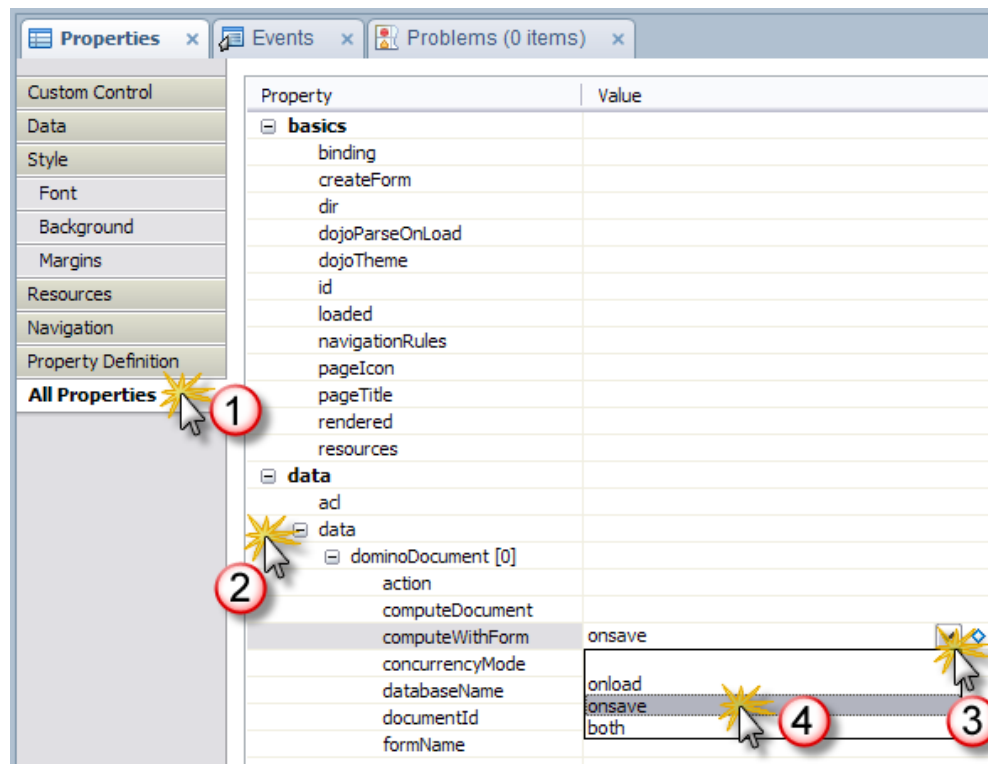 Properties Events Problems (0 items)
Custom Control
Data
Style
Font
Background
Margins
Resources
Navigation
Property Definition
All Properties
1
Property Value
basics
binding
createForm
dir
dojoParseOnLoad
dojoTheme
id
loaded
navigationRules
pageIcon
pageTitle
rendered
resources
data
acl
data
2
dominoDocument [0]
action
computeDocument
computeWithForm onsave
concurrencyMode
databaseName onload
onsave
documentId
both
formName
3
4